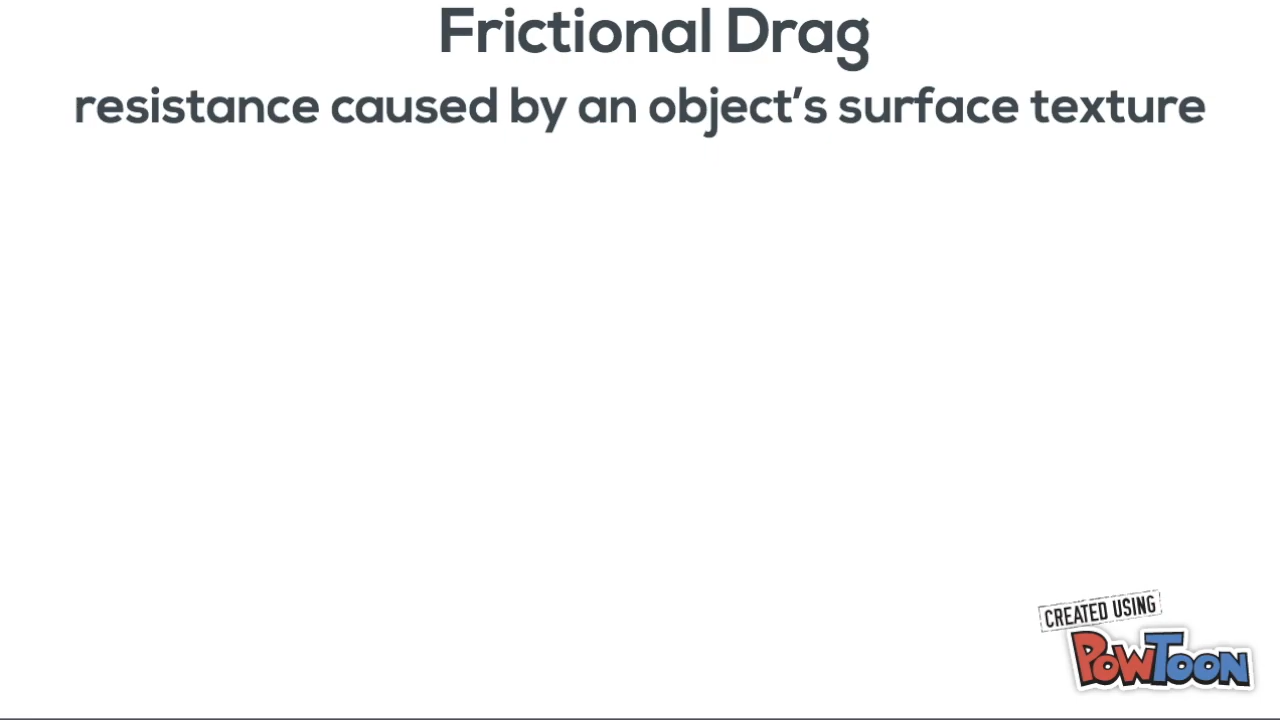 Frictional Drag
resistance caused by an object’s surface texture
CREATED USING
PowToon